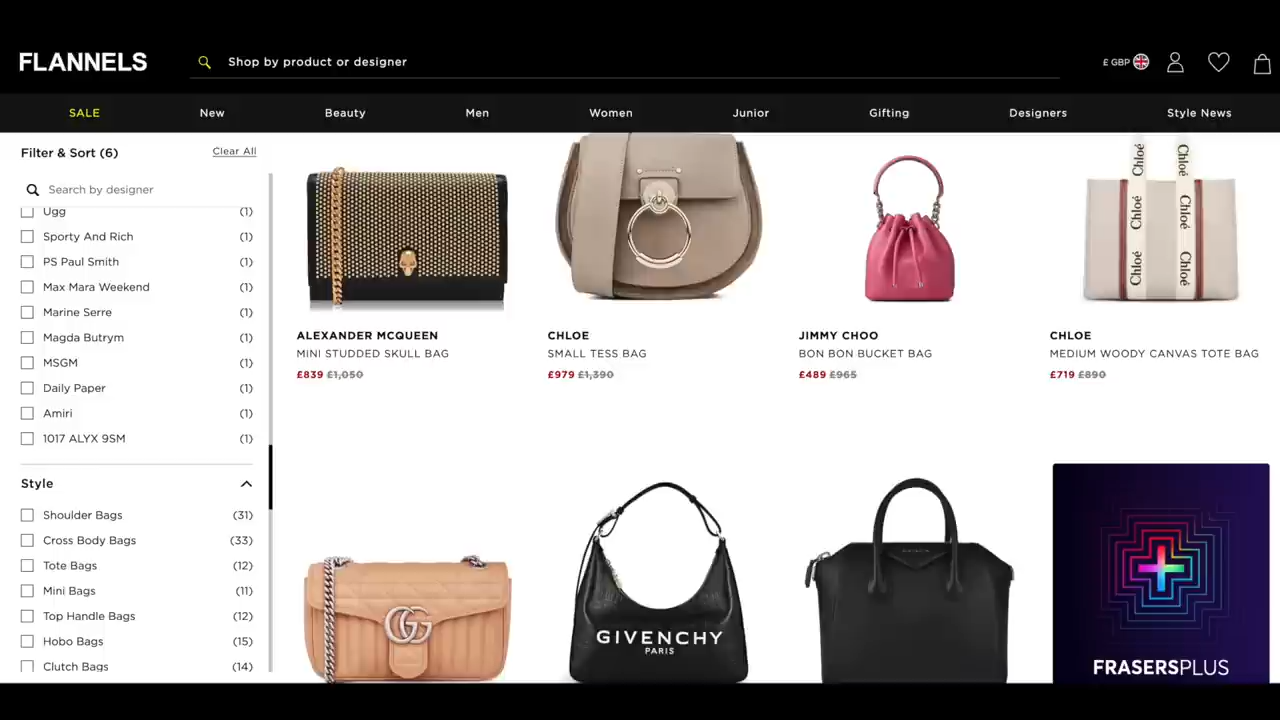 FLANNELS
Shop by product or designer
£ GBP
SALE
New
Beauty
Men
Women
Junior
Gifting
Designers
Style News
Filter & Sort (6)
Clear All
Search by designer
Ugg (1)
Sporty And Rich (1)
PS Paul Smith (1)
Max Mara Weekend (1)
Marine Serre (1)
Magda Butrym (1)
MSGM (1)
Daily Paper (1)
Amiri (1)
1017 ALYX 9SM (1)
Style
Shoulder Bags (31)
Cross Body Bags (33)
Tote Bags (12)
Mini Bags (11)
Top Handle Bags (12)
Hobo Bags (15)
Clutch Bags (14)
Chloé
Chloé
Chloé
Chloé
Chloé
Chloé
ALEXANDER MCQUEEN
MINI STUDDED SKULL BAG
£839 £1,050
CHLOE
SMALL TESS BAG
£979 £1,390
JIMMY CHOO
BON BON BUCKET BAG
£489 £965
CHLOE
MEDIUM WOODY CANVAS TOTE BAG
£719 £890
GIVENCHY
PARIS
FRASERSPLUS